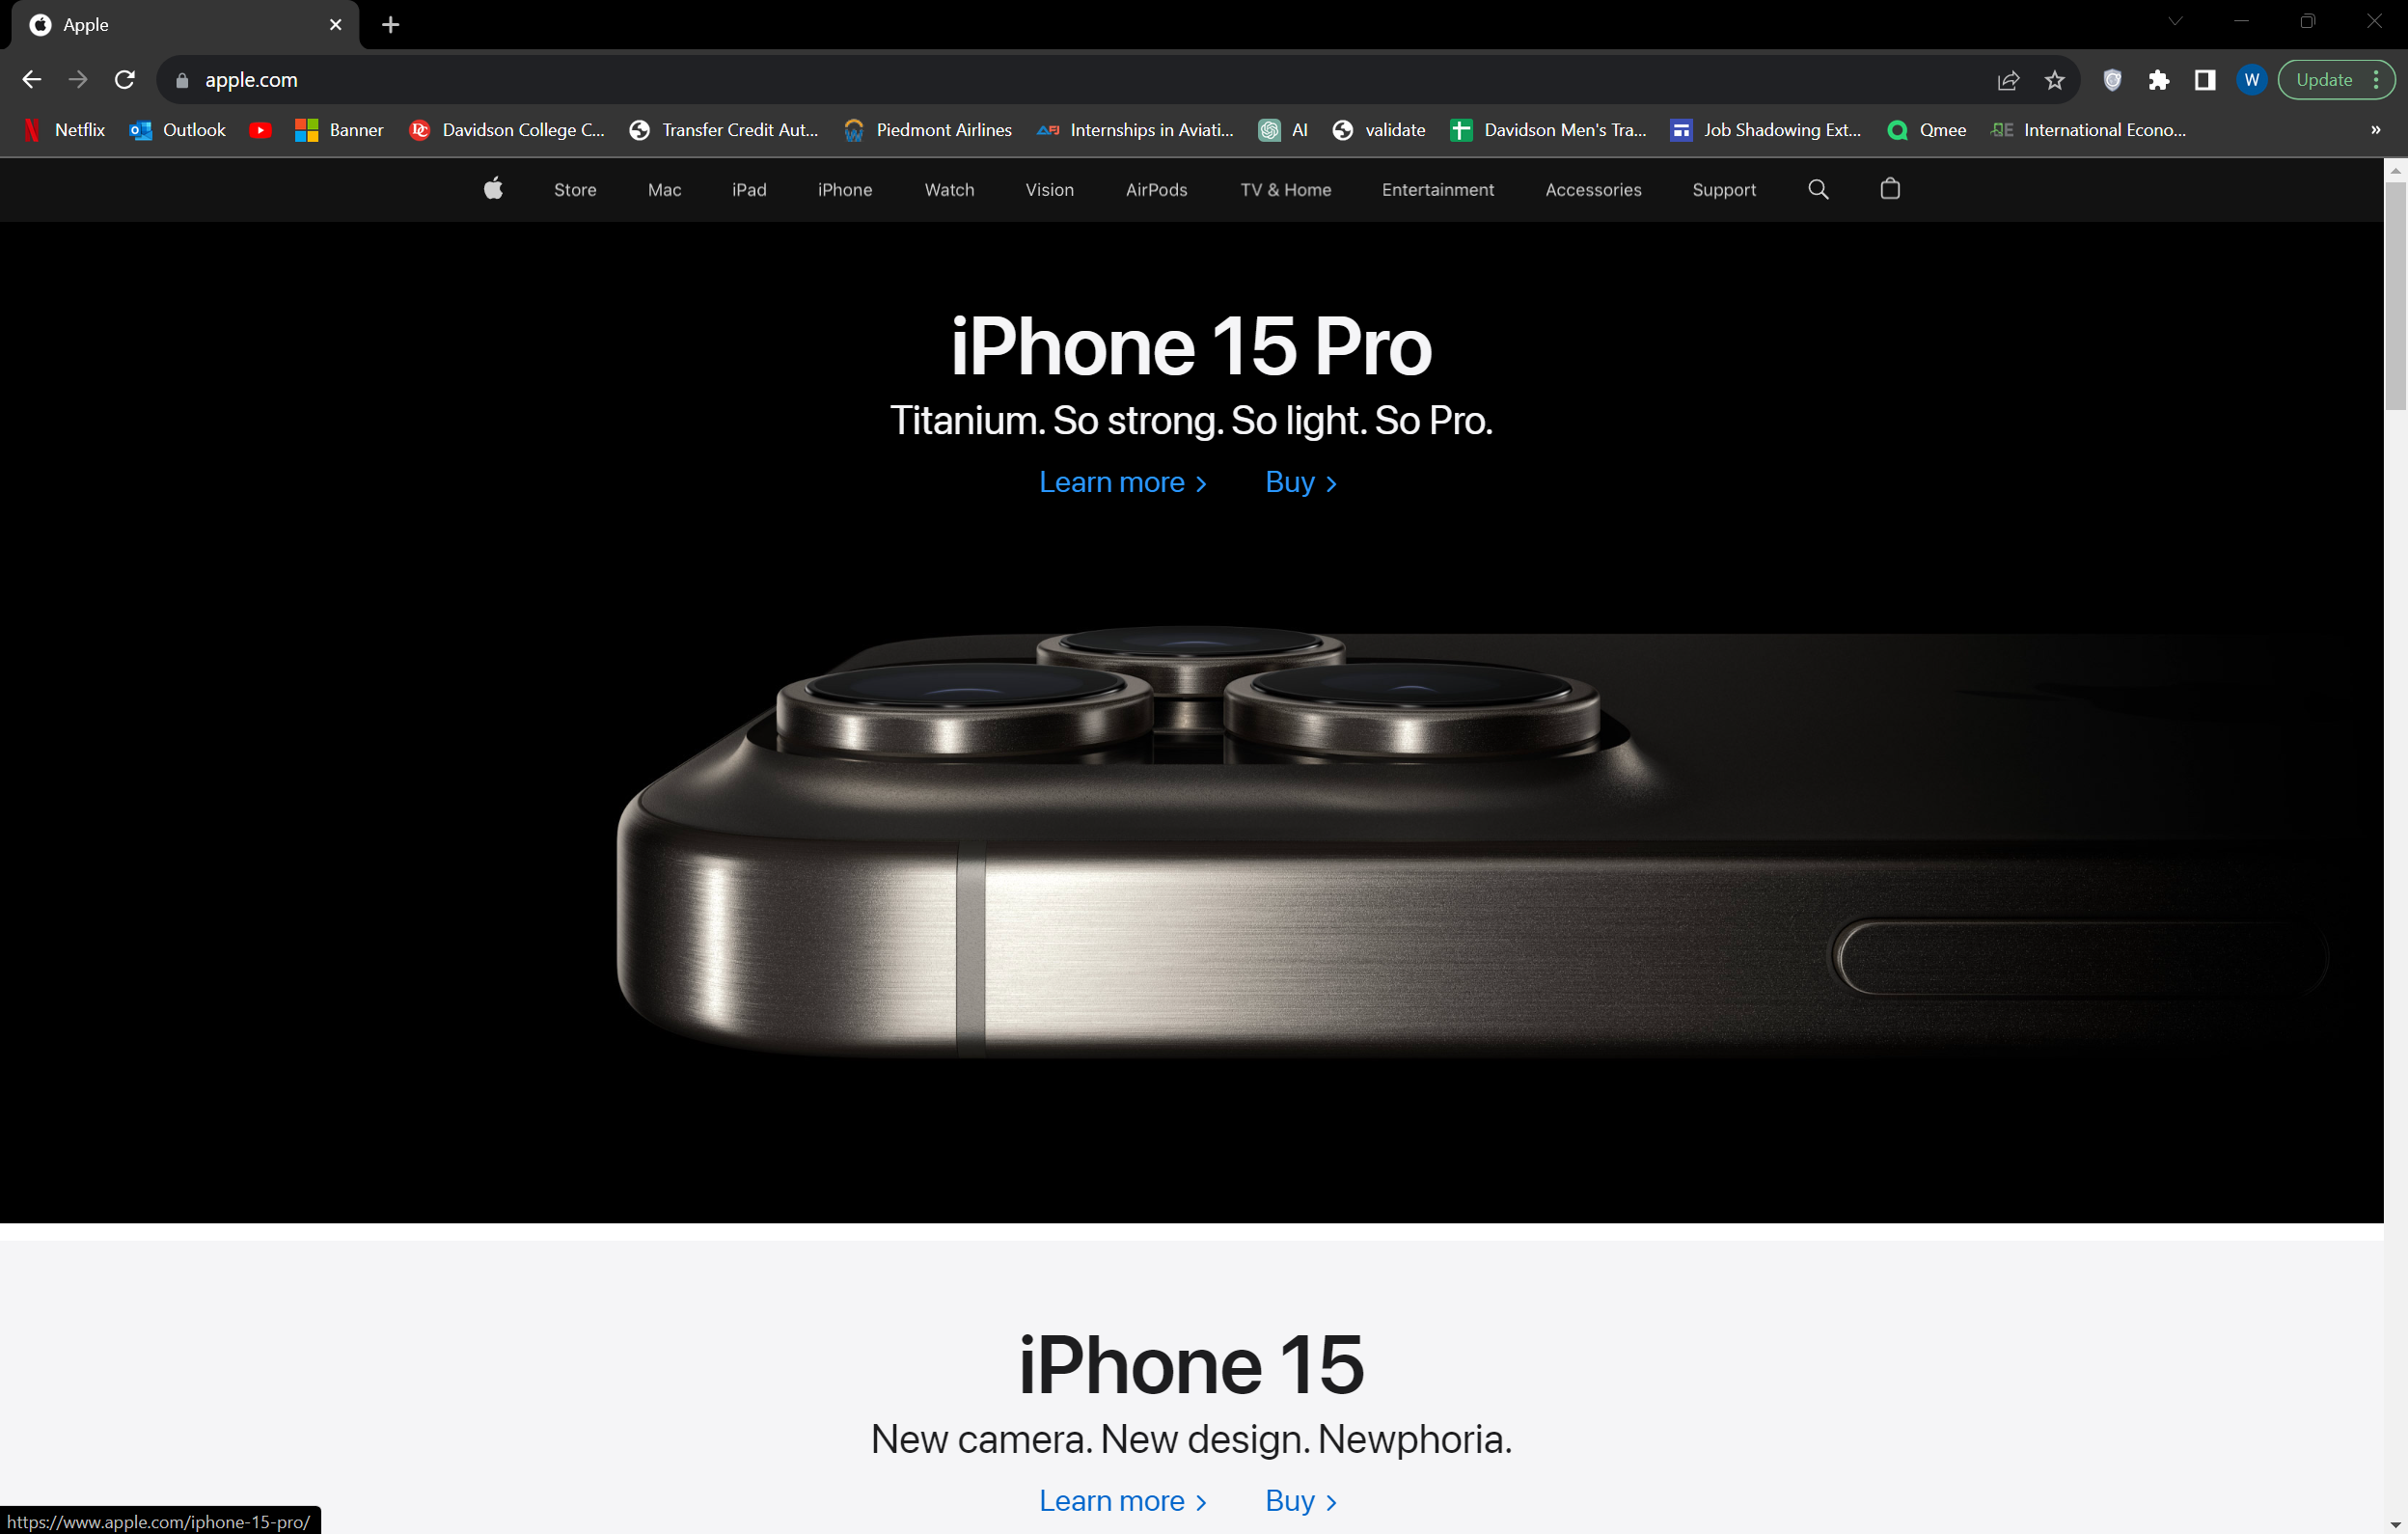 Apple
apple.com
W
Update
Netflix
Outlook
Banner
Davidson College C...
Transfer Credit Aut...
Piedmont Airlines
Internships in Aviati...
AI
validate
Davidson Men's Tra...
Job Shadowing Ext...
Qmee
International Econo...
»
Store
Mac
iPad
iPhone
Watch
Vision
AirPods
TV & Home
Entertainment
Accessories
Support
iPhone 15 Pro
Titanium. So strong. So light. So Pro.
Learn more >
Buy >
iPhone 15
New camera. New design. Newphoria.
Learn more >
Buy >
https://www.apple.com/iphone-15-pro/